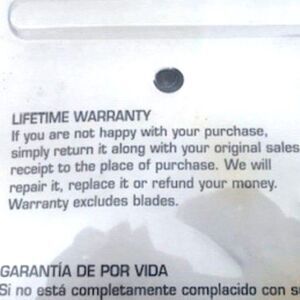 LIFETIME WARRANTY
If you are not happy with your purchase,
simply return it along with your original sales
receipt to the place of purchase. We will
repair it, replace it or refund your money.
Warranty excludes blades.
GARANTÍA DE POR VIDA
Si no está completamente complacido con su